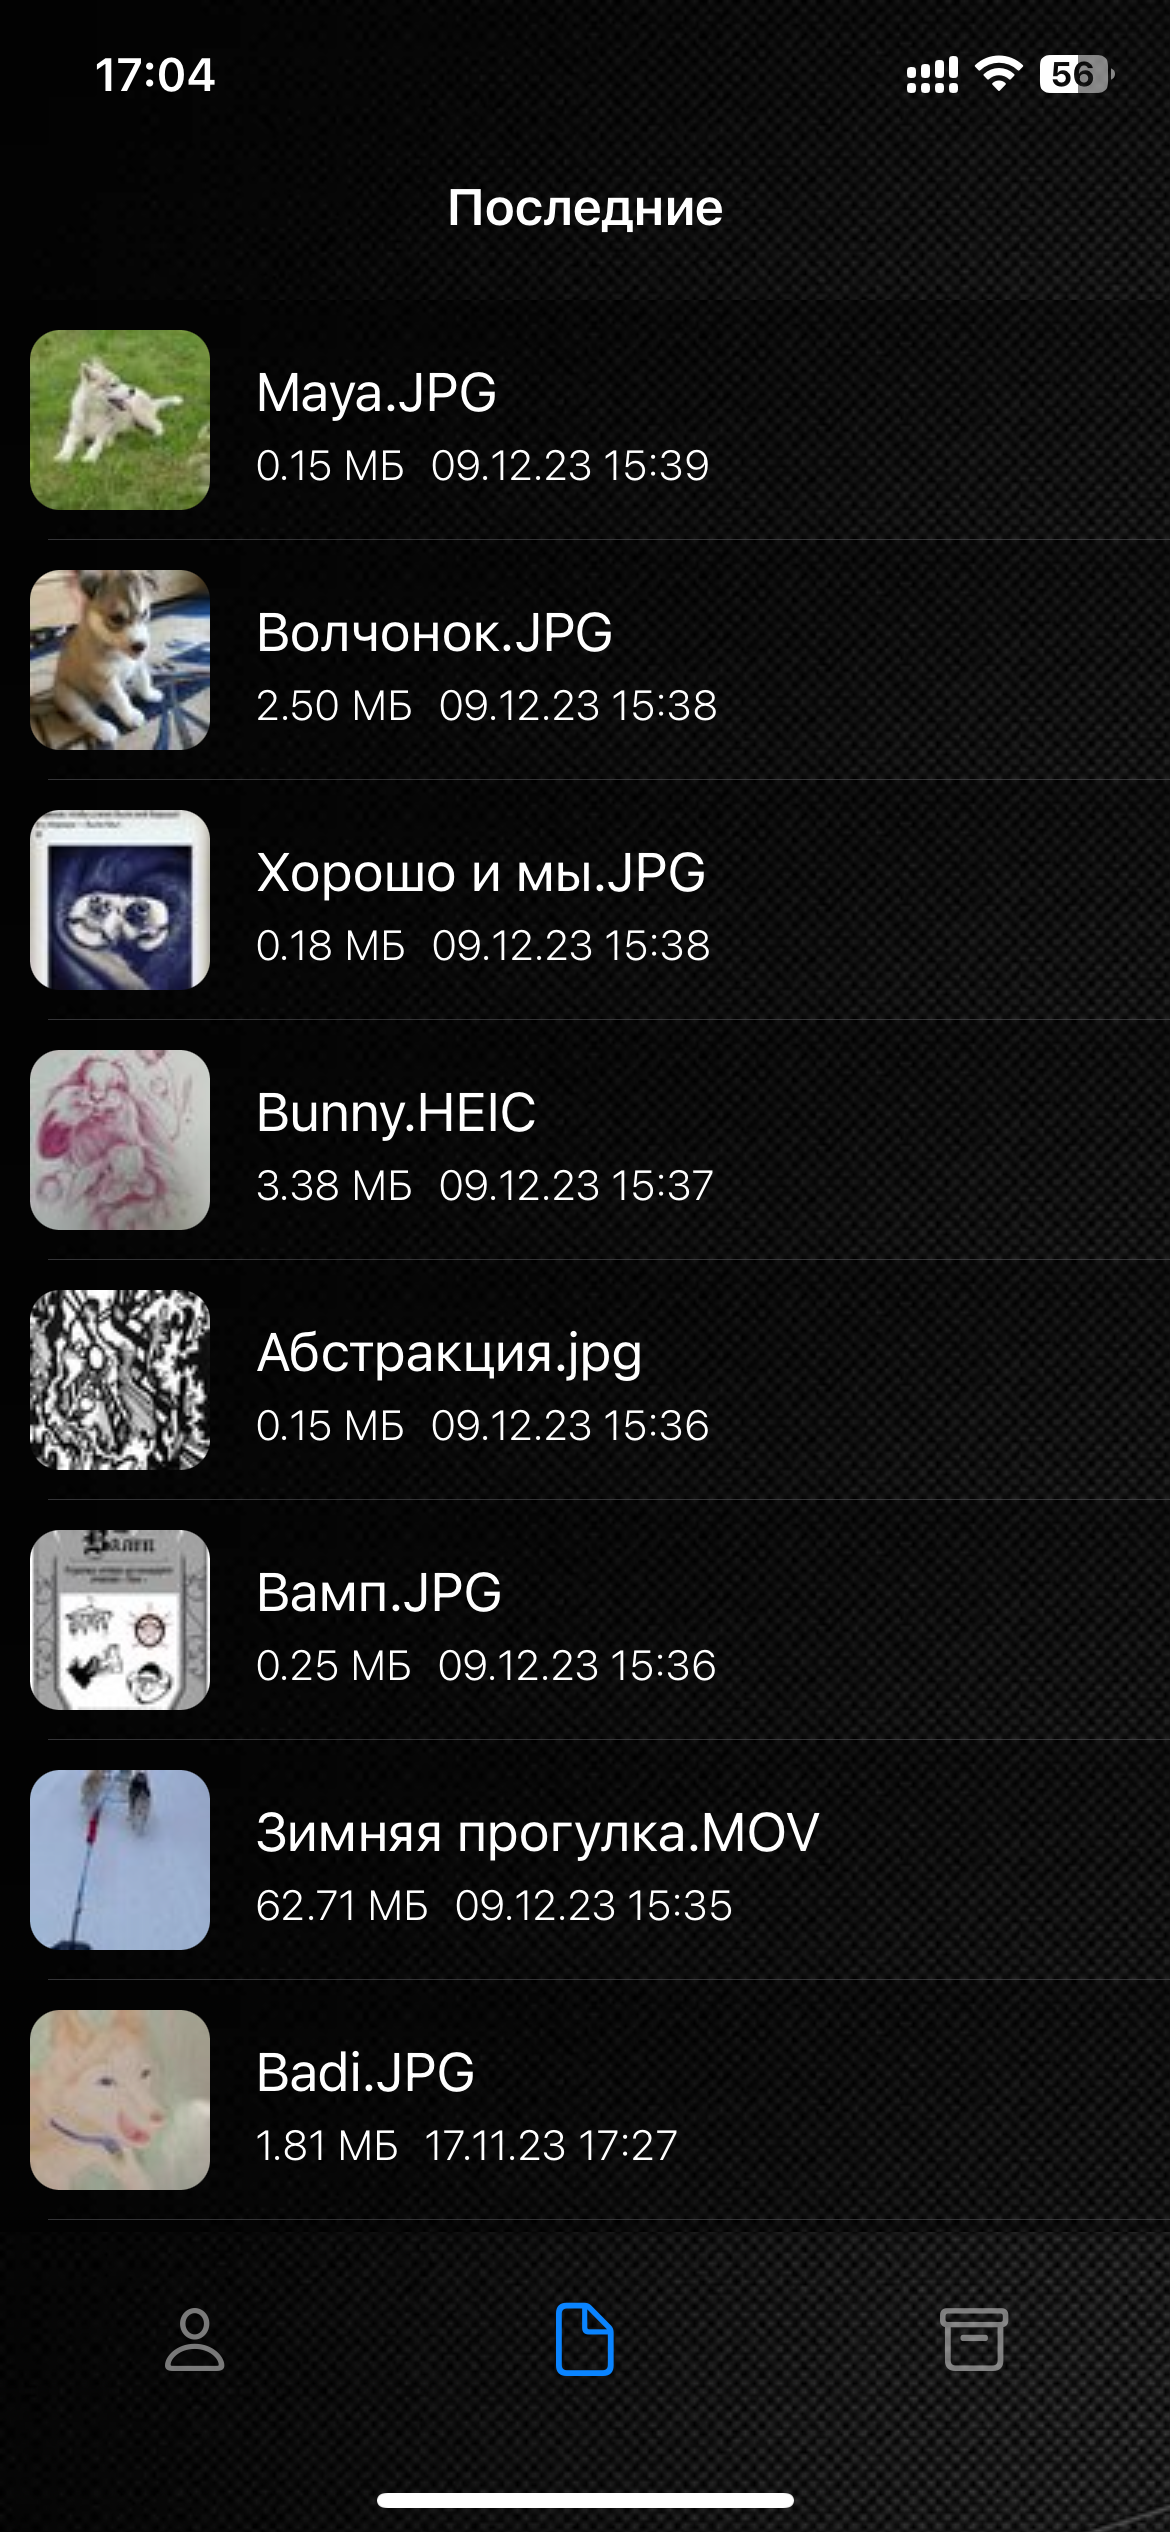 17:04
56
Последние
Maya.JPG
0.15 МБ 09.12.23 15:39
Волчонок.JPG
2.50 МБ 09.12.23 15:38
Хорошо и мы.JPG
0.18 МБ 09.12.23 15:38
Bunny.HEIC
3.38 МБ 09.12.23 15:37
Абстракция.jpg
0.15 МБ 09.12.23 15:36
Вамп.JPG
0.25 МБ 09.12.23 15:36
Зимняя прогулка.MOV
62.71 МБ 09.12.23 15:35
Badi.JPG
1.81 МБ 17.11.23 17:27